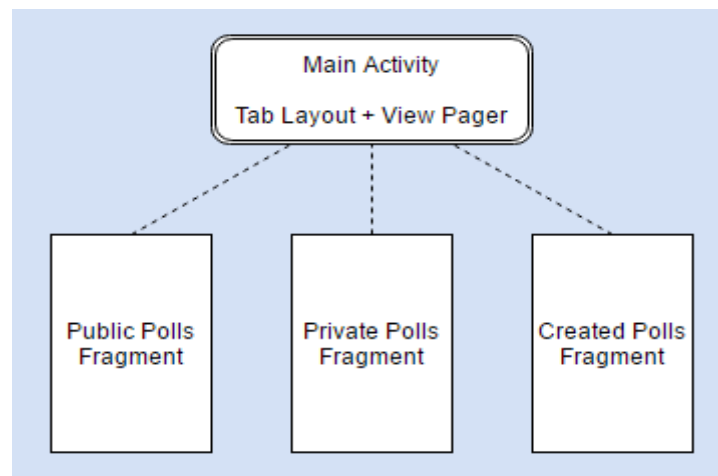 Main Activity
Tab Layout + View Pager
Public Polls
Fragment
Private Polls
Fragment
Created Polls
Fragment